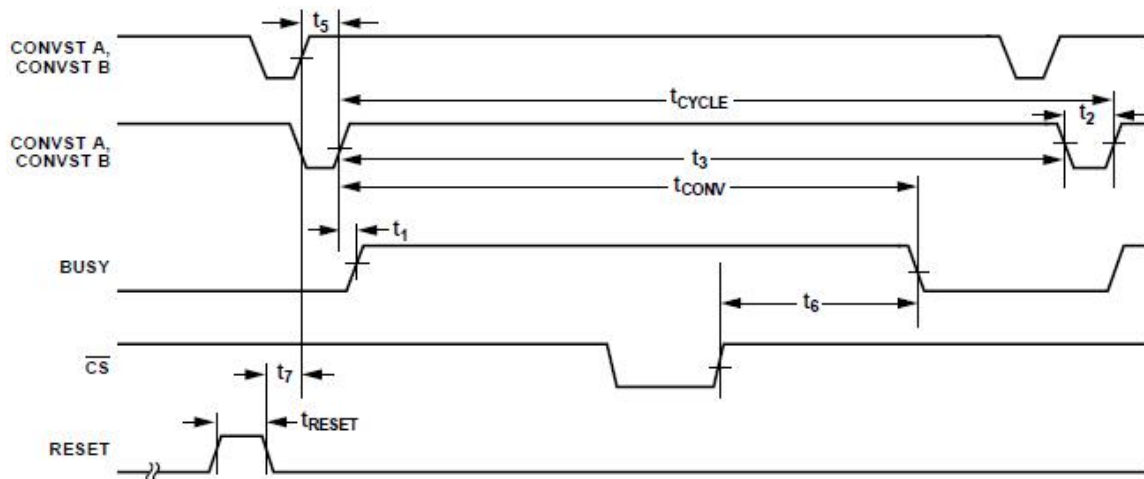 CONVST A,
CONVST B
t5
tCYCLE
t2
CONVST A,
CONVST B
t3
tCONV
t1
BUSY
t6
CS
t7
tRESET
RESET